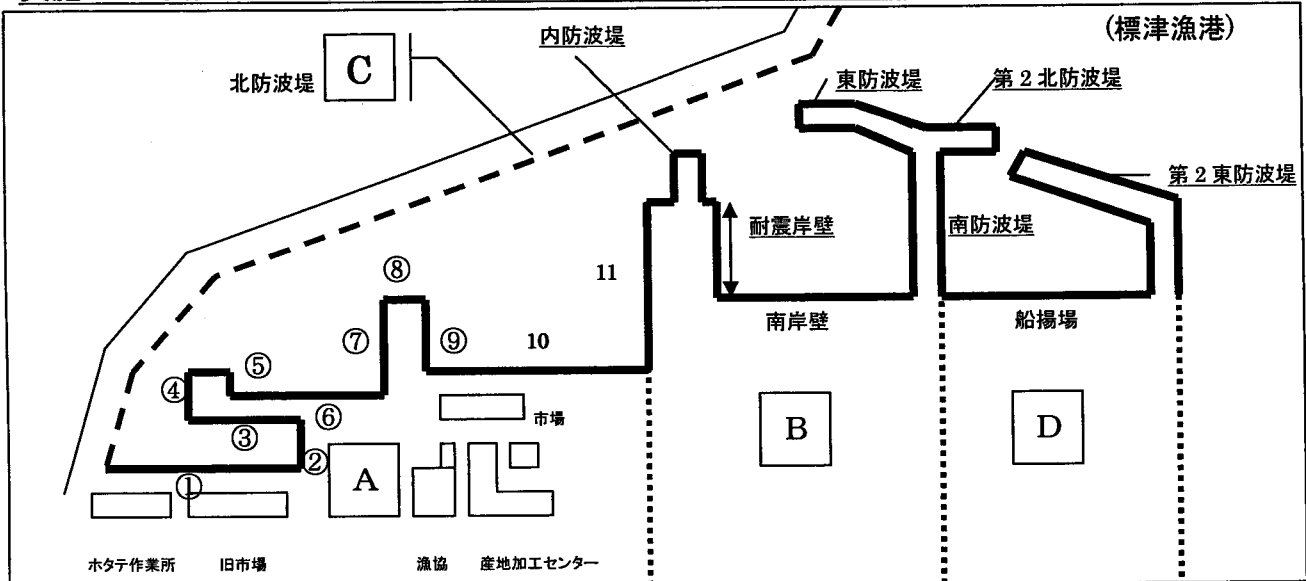 (標津漁港)
内防波堤
北防波堤
C
東防波堤
第2北防波堤
第2東防波堤
耐震岸壁
南防波堤
⑧
11
南岸壁
船揚場
⑦
⑨
10
⑤
④
⑥
市場
③
B
D
②
A
①
ホタテ作業所
旧市場
漁協
産地加工センター